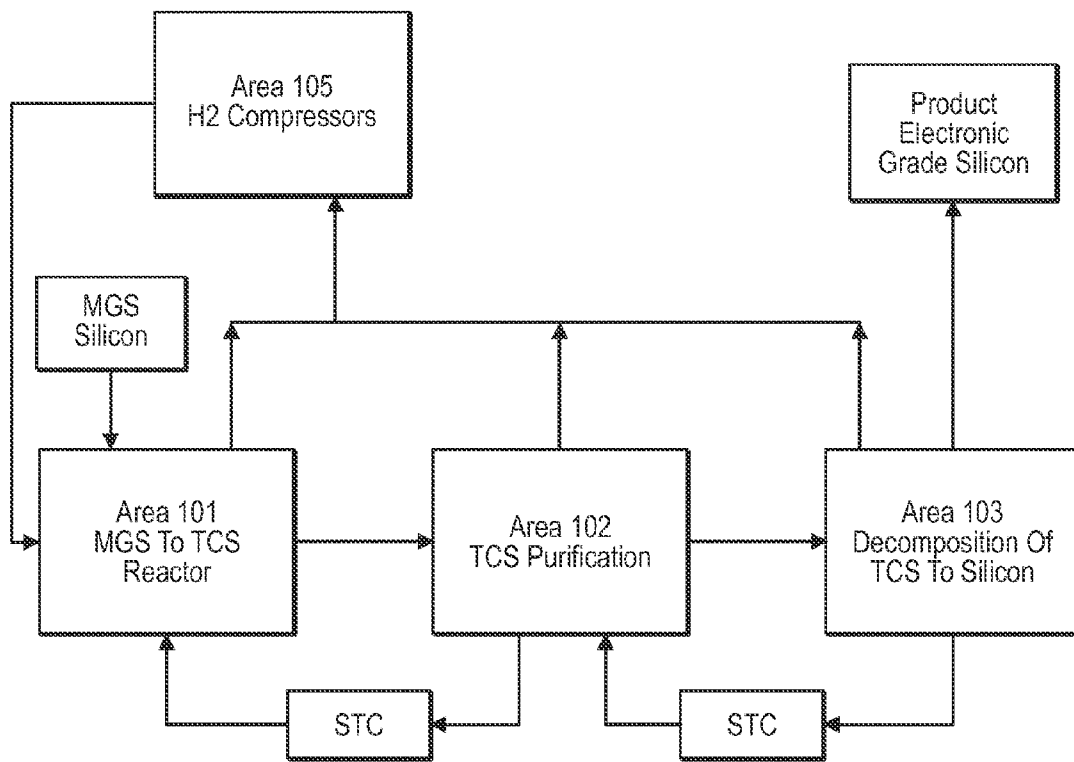 Area 105
H2 Compressors
Product
Electronic
Grade Silicon
MGS
Silicon
Area 101
MGS To TCS
Reactor
Area 102
TCS Purification
Area 103
Decomposition Of
TCS To Silicon
STC
STC